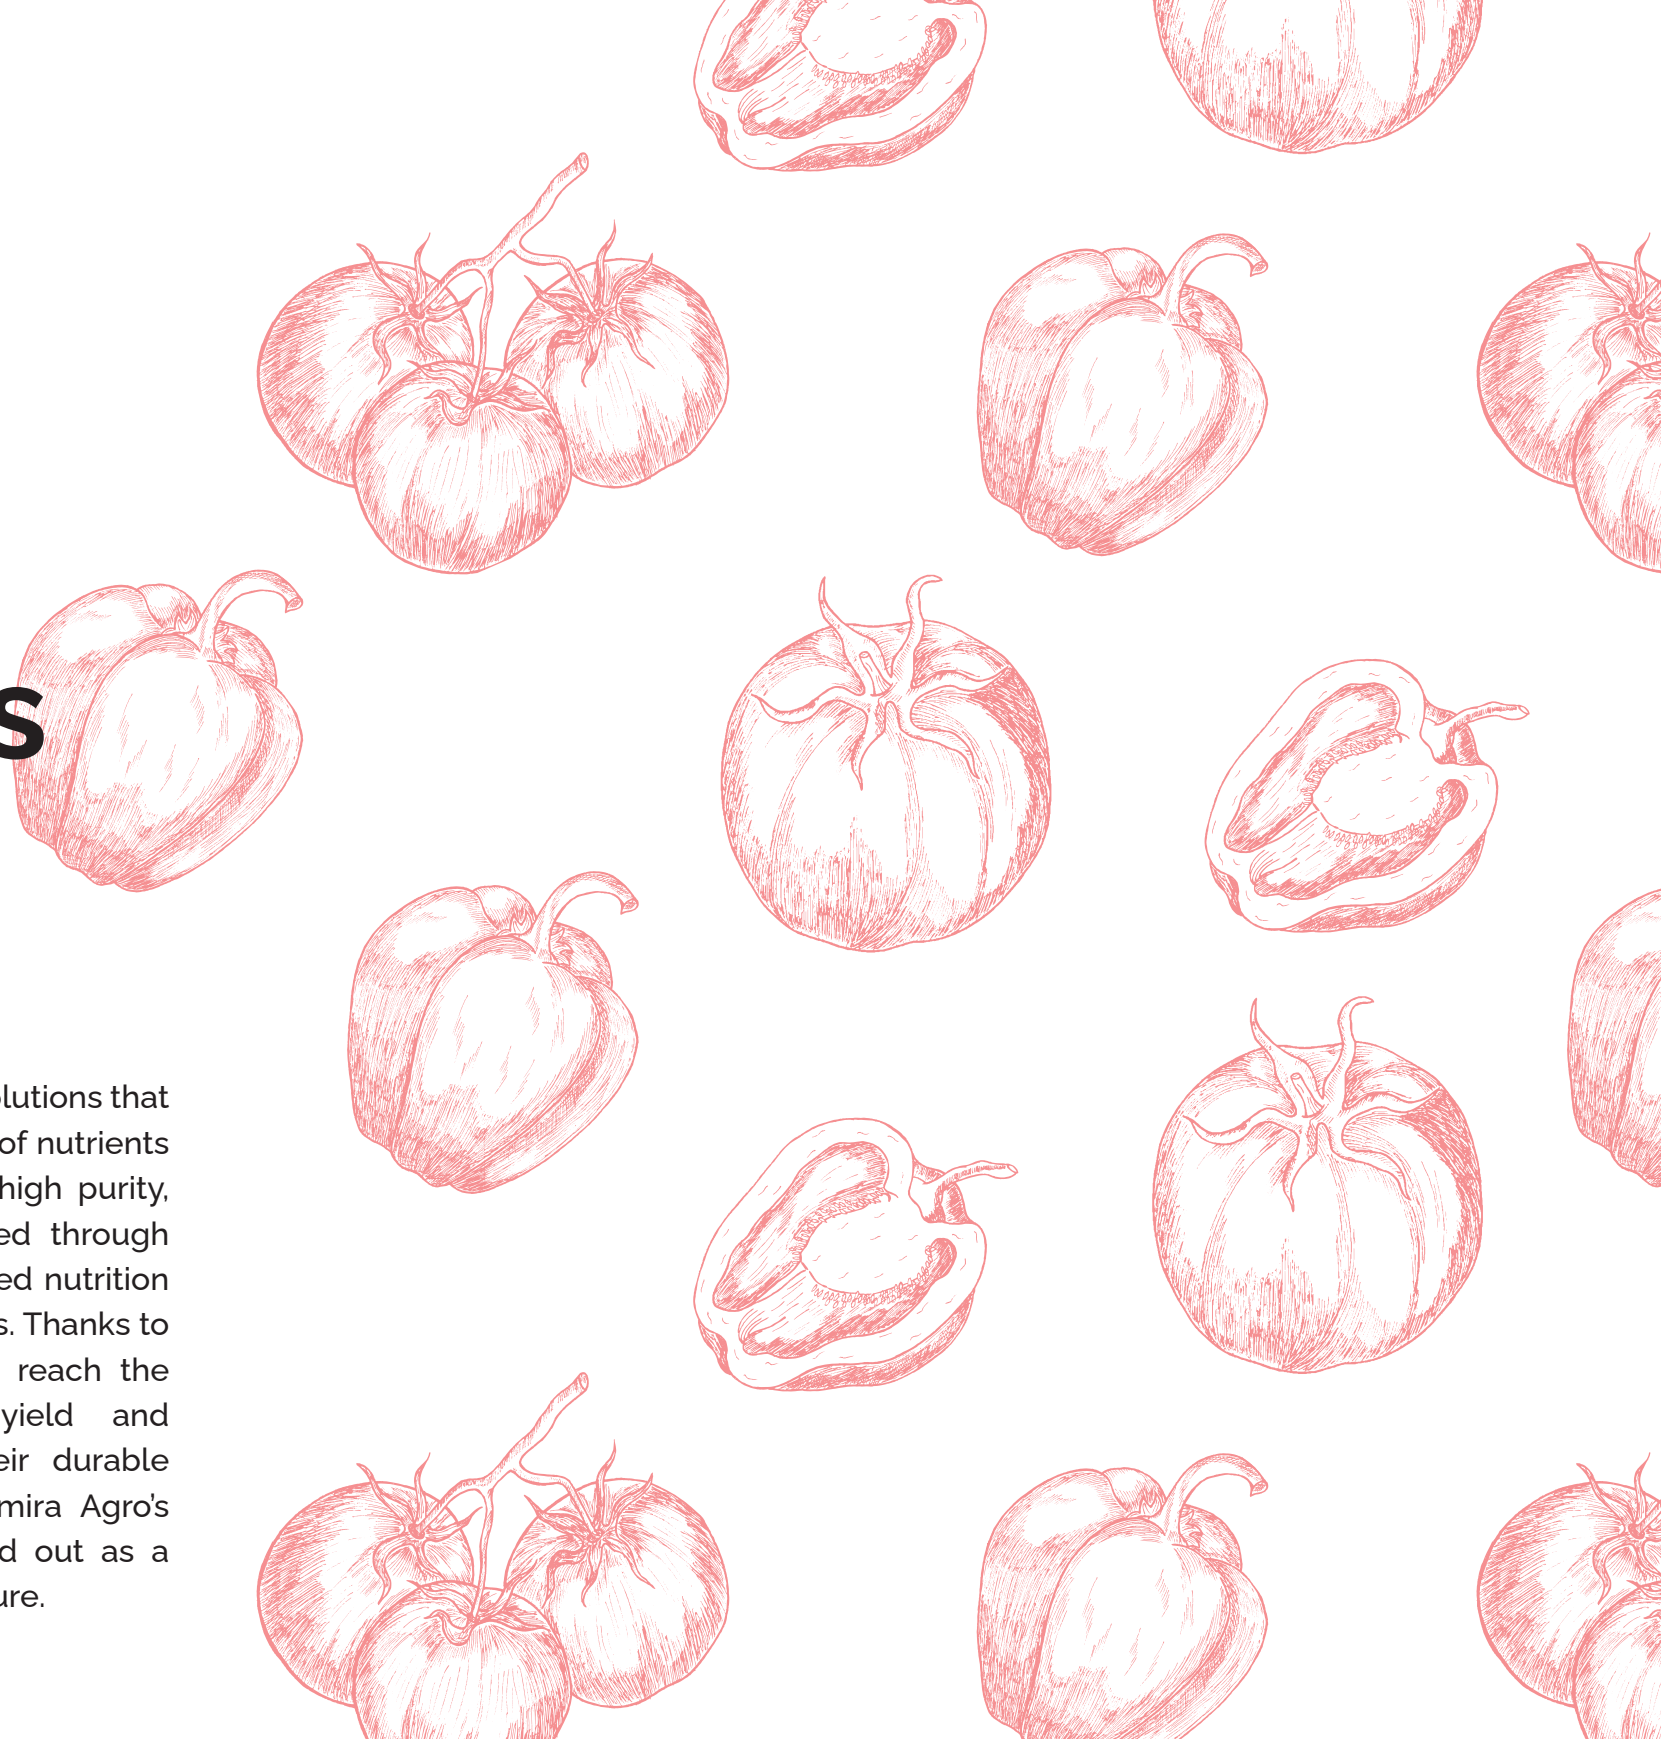 s
lutions that
of nutrients
high purity,
ed through
ed nutrition
s. Thanks to
reach the
yield and
eir durable
mira Agro’s
d out as a
ure.